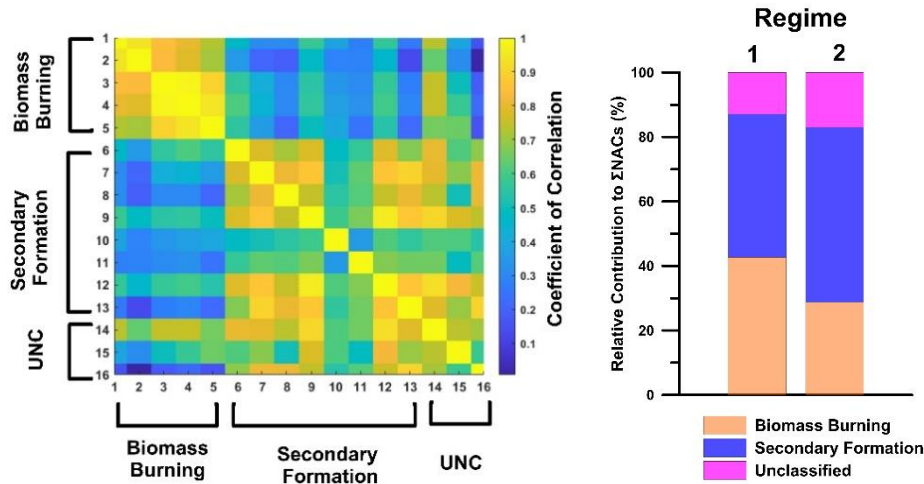 Biomass
Burning
Secondary
Formation
UNC
1
2
3
4
5
6
7
8
9
10
11
12
13
14
15
16
1 2 3 4 5 6 7 8 9 10 11 12 13 14 15 16
Biomass
Burning
Secondary
Formation
UNC
1
0.9
0.8
0.7
0.6
0.5
0.4
0.3
0.2
0.1
Coefficient of Correlation
Regime
1 2
Relative Contribution to ΣNACs (%)
100
80
60
40
20
0
Biomass Burning
Secondary Formation
Unclassified